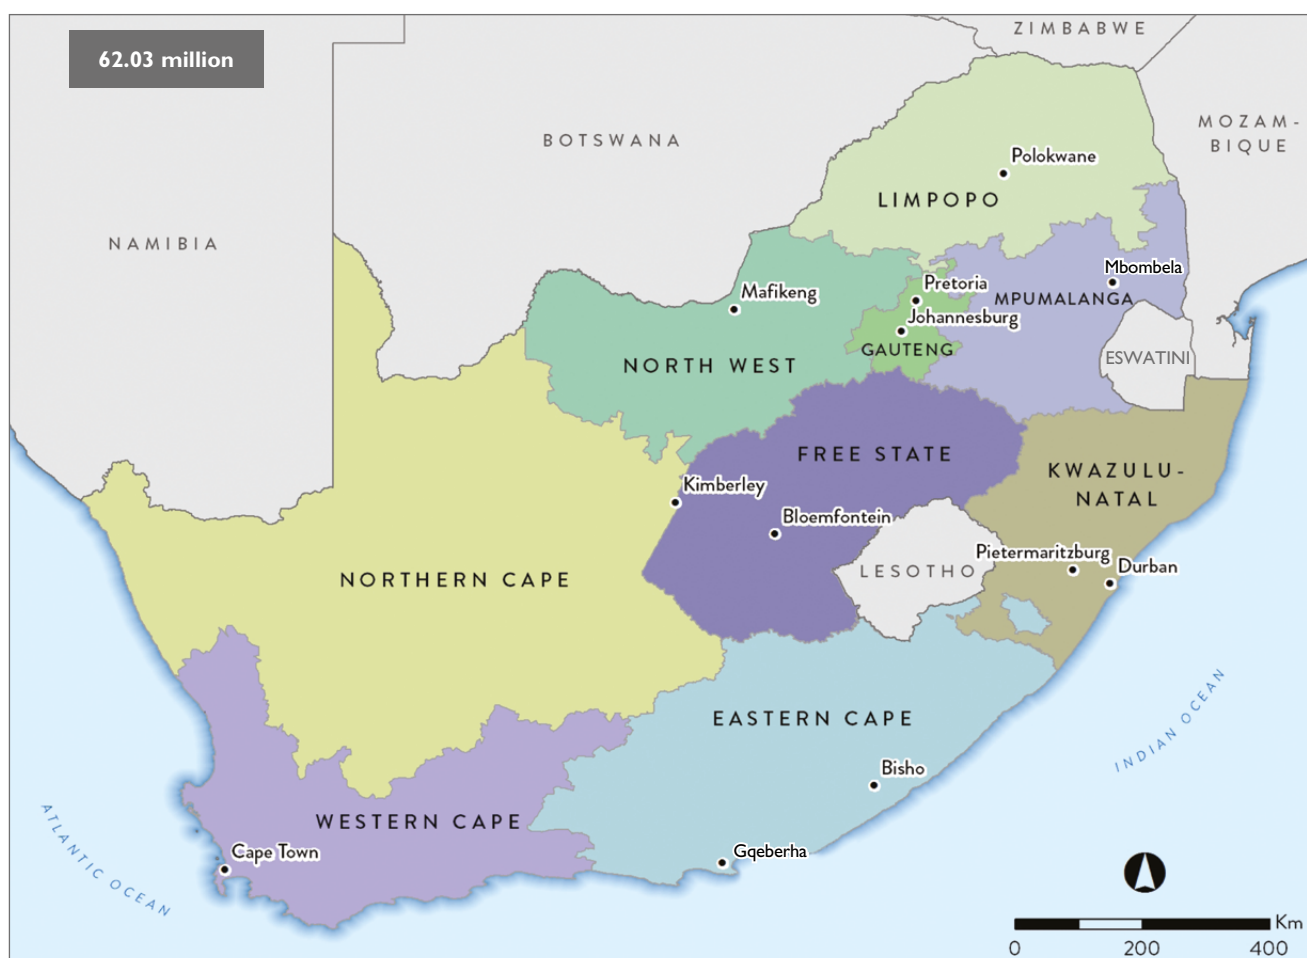 62.03 million
ZIMBABWE
MOZAM-
BIQUE
BOTSWANA
Polokwane
LIMPOPO
NAMIBIA
Mbombela
Pretoria
Mafikeng
MPUMALANGA
Johannesburg
GAUTENG
ESWATINI
NORTH WEST
FREE STATE
KWAZULU-
NATAL
Kimberley
Bloemfontein
Pietermaritzburg
Durban
LESOTHO
NORTHERN CAPE
EASTERN CAPE
INDIAN OCEAN
Bisho
WESTERN CAPE
Cape Town
Gqeberha
ATLANTIC OCEAN
Km
0 200 400